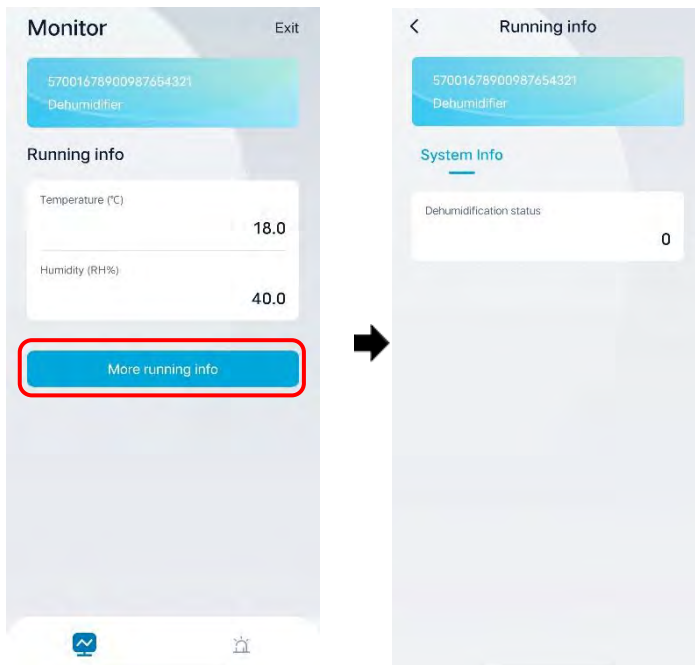 Monitor
Exit
57001678900987654321
Dehumidifier
Running info
Temperature (℃)
18.0
Humidity (RH%)
40.0
More running info
Running info
57001678900987654321
Dehumidifier
System Info
Dehumidification status
0